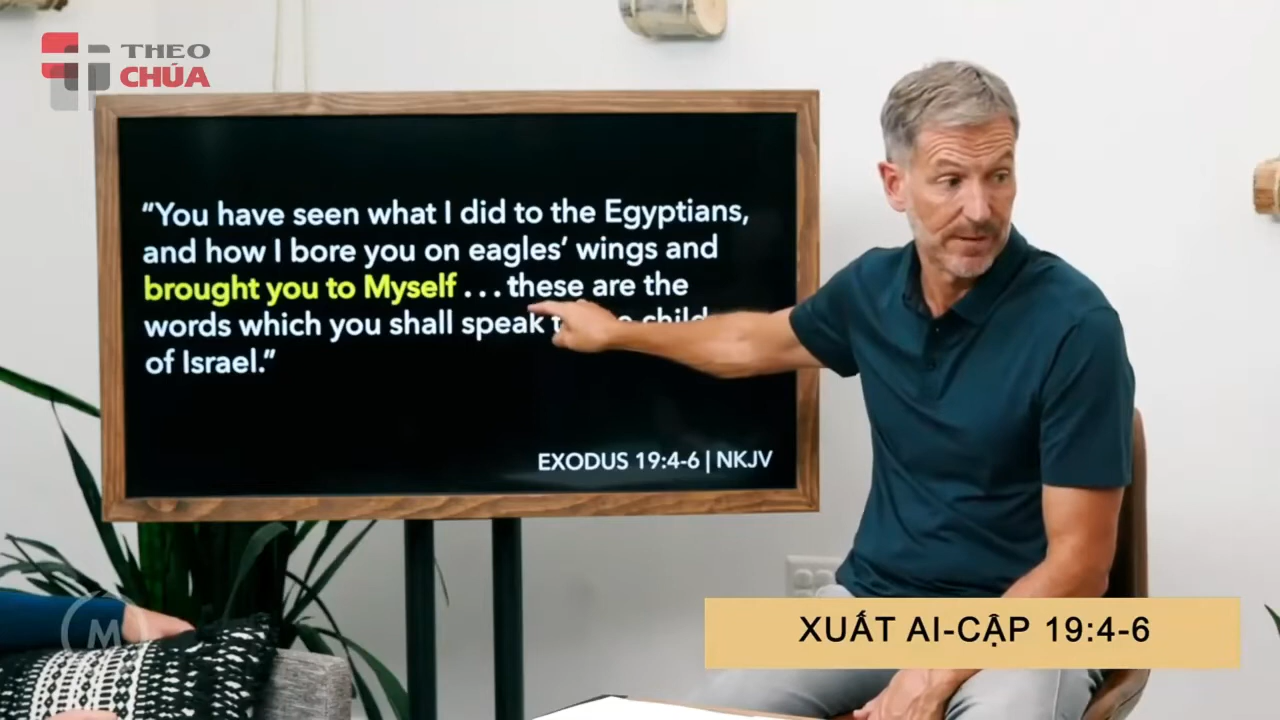 THEO
CHÚA
“You have seen what I did to the Egyptians,
and how I bore you on eagles’ wings and
brought you to Myself . . . these are the
words which you shall speak
of Israel.”
EXODUS 19:4-6 | NKJV
M
XUẤT AI-CẬP 19:4-6